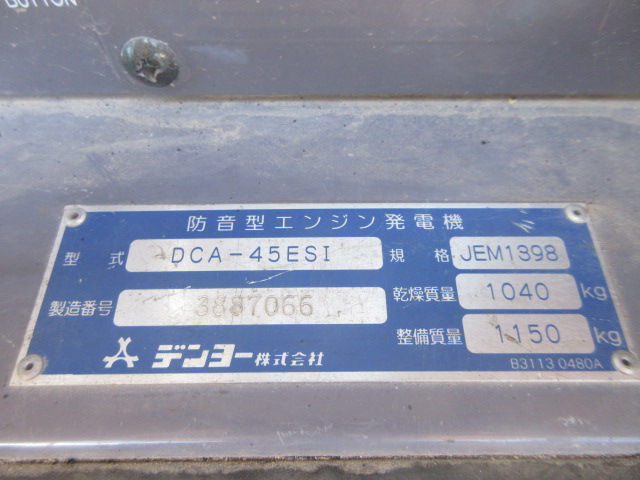 BUTTON
防音型エンジン発電機
型式 DCA-45ESI 規格 JEM1398
製造番号 3887066 乾燥質量 1040 kg
整備質量 1150 kg
デンヨー株式会社 B3113 0480A